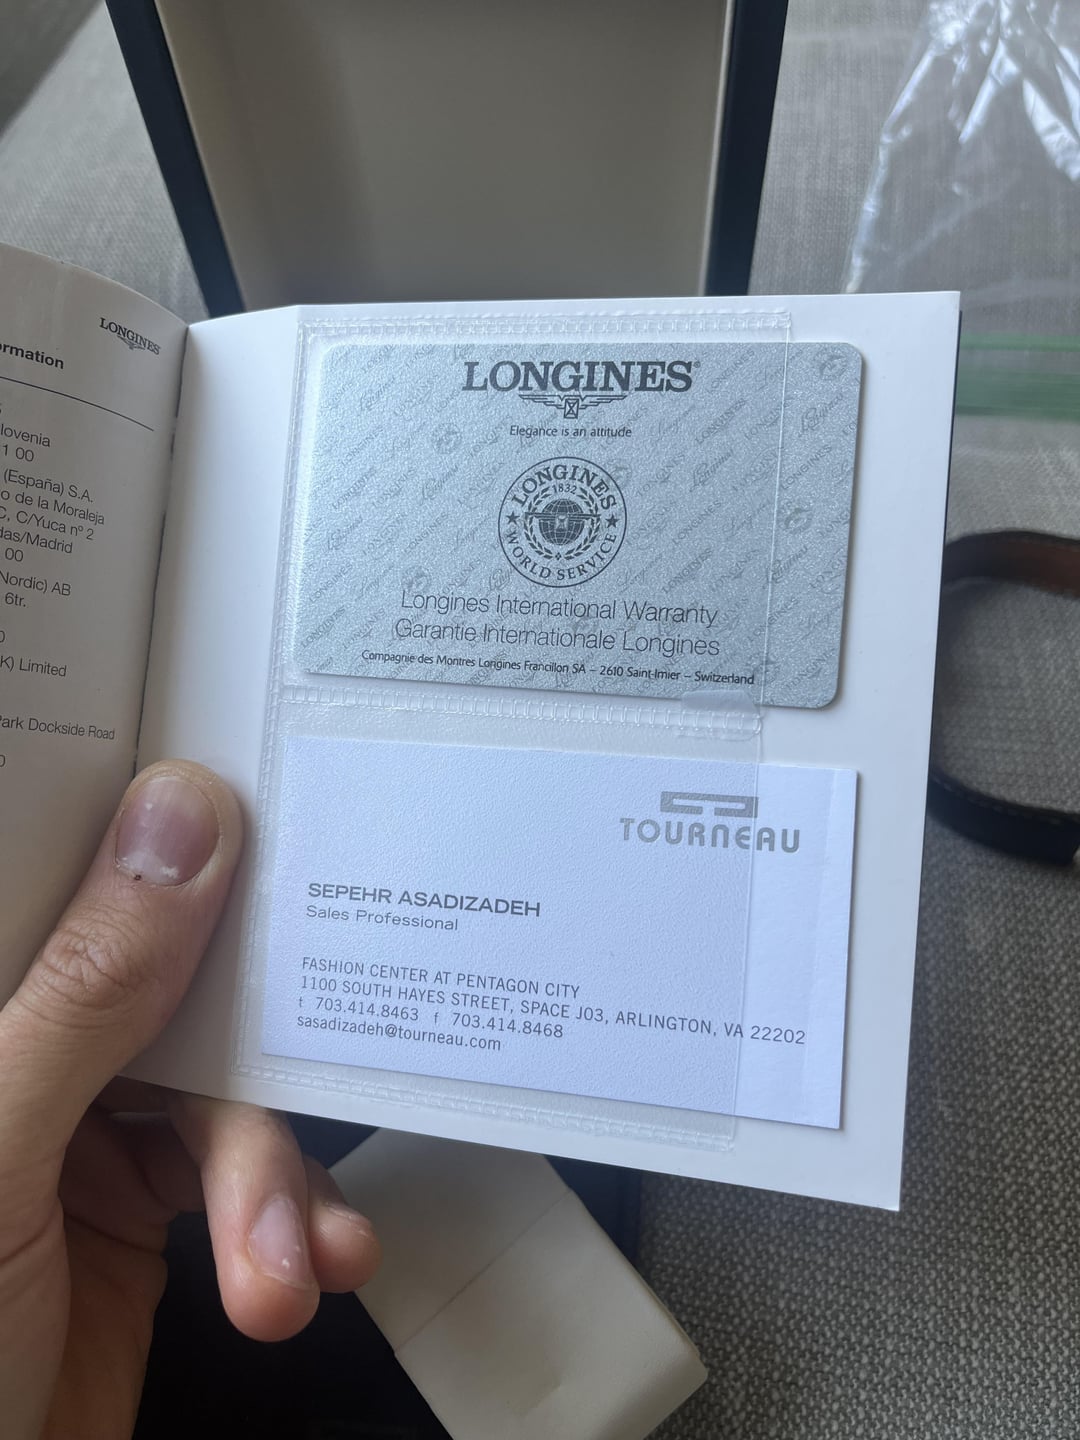 LONGINES
rmation
lovenia
1 00
(España) S.A.
o de la Moraleja
C, C/Yuca nº 2
das/Madrid
00
Nordic) AB
6tr.
0
K) Limited
Park Dockside Road
0
LONGINES®
Elegance is an attitude
LONGINES
1832
WORLD SERVICE
Longines International Warranty
Garantie Internationale Longines
Compagnie des Montres Longines Francillon SA – 2610 Saint-Imier – Switzerland
TOURNEAU
SEPEHR ASADIZADEH
Sales Professional
FASHION CENTER AT PENTAGON CITY
1100 SOUTH HAYES STREET, SPACE J03, ARLINGTON, VA 22202
t 703.414.8463 f 703.414.8468
sasadizadeh@tourneau.com